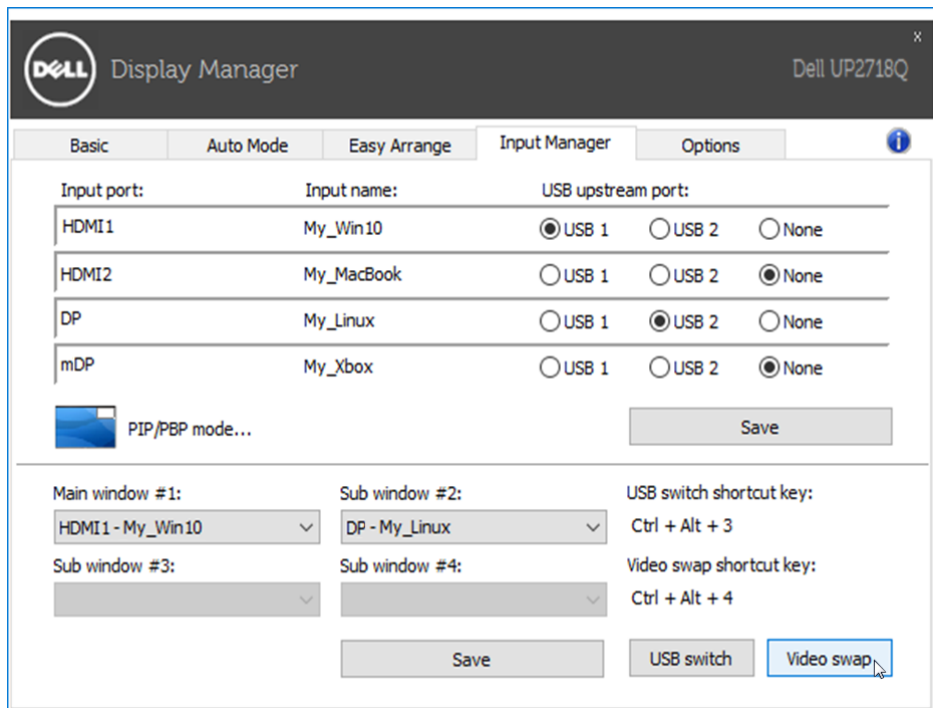 x
DELL Display Manager Dell UP2718Q
Basic Auto Mode Easy Arrange Input Manager Options i
Input port: Input name: USB upstream port:
HDMI1 My_Win10 USB 1 USB 2 None
HDMI2 My_MacBook USB 1 USB 2 None
DP My_Linux USB 1 USB 2 None
mDP My_Xbox USB 1 USB 2 None
PIP/PBP mode... Save
Main window #1: Sub window #2: USB switch shortcut key:
HDMI1 - My_Win10 DP - My_Linux Ctrl + Alt + 3
Sub window #3: Sub window #4: Video swap shortcut key:
Ctrl + Alt + 4
Save USB switch Video swap